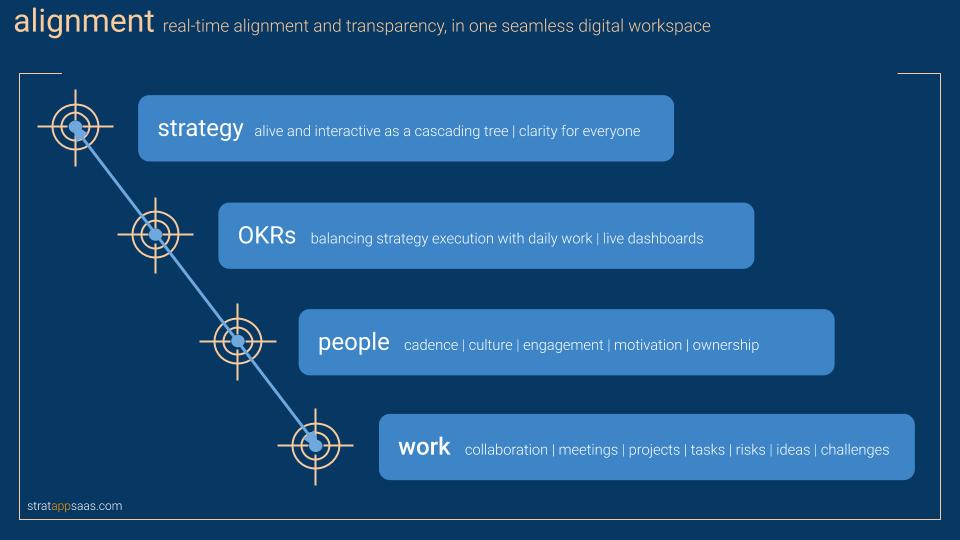 alignment real-time alignment and transparency, in one seamless digital workspace
strategy alive and interactive as a cascading tree | clarity for everyone
OKRs balancing strategy execution with daily work | live dashboards
people cadence | culture | engagement | motivation | ownership
work collaboration | meetings | projects | tasks | risks | ideas | challenges
stratappsaas.com